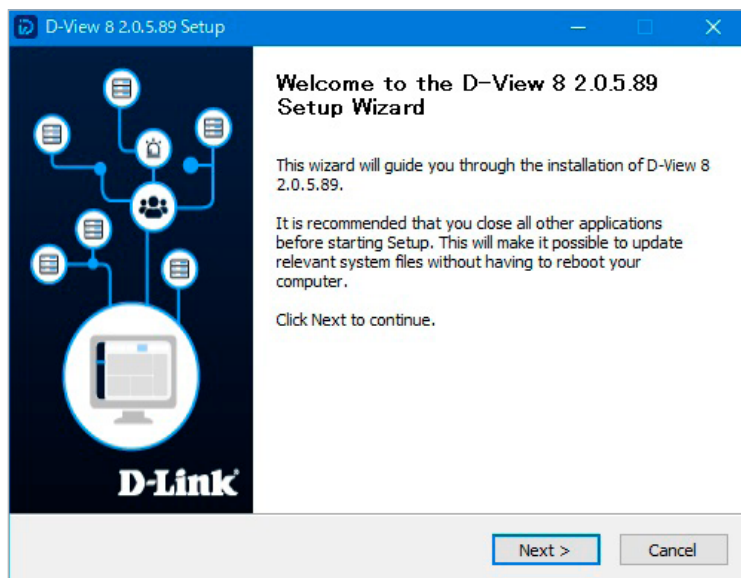 D-View 8 2.0.5.89 Setup
Welcome to the D-View 8 2.0.5.89
Setup Wizard
This wizard will guide you through the installation of D-View 8
2.0.5.89.
It is recommended that you close all other applications
before starting Setup. This will make it possible to update
relevant system files without having to reboot your
computer.
Click Next to continue.
D-Link
Next >
Cancel